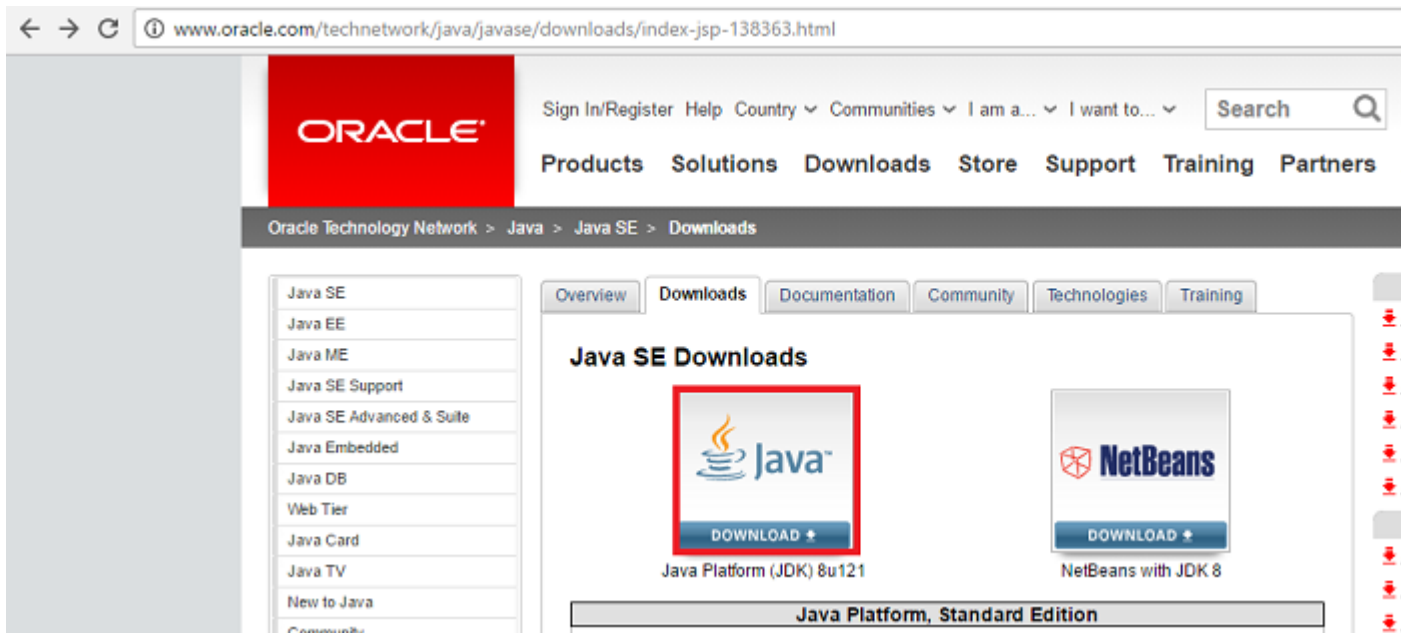 www.oracle.com/technetwork/java/javase/downloads/index-jsp-138363.html
ORACLE
Sign In/Register Help Country Communities I am a... I want to... Search
Products Solutions Downloads Store Support Training Partners
Oracle Technology Network > Java > Java SE > Downloads
Java SE
Java EE
Java ME
Java SE Support
Java SE Advanced & Suite
Java Embedded
Java DB
Web Tier
Java Card
Java TV
New to Java
Community
Overview Downloads Documentation Community Technologies Training
Java SE Downloads
Java™
DOWNLOAD
Java Platform (JDK) 8u121
NetBeans
DOWNLOAD
NetBeans with JDK 8
Java Platform, Standard Edition